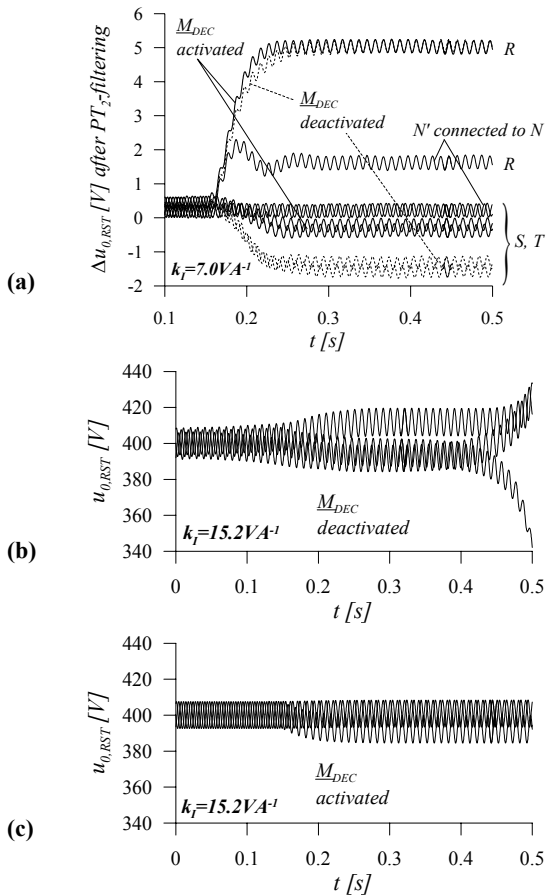 (a)
Δu0,RST [V] after PT2-filtering
6
5
4
3
2
1
0
-1
-2
MDEC
activated
MDEC
deactivated
R
N' connected to N
R
S, T
kI=7.0VA-1
0.1
0.2
0.3
0.4
0.5
t [s]
(b)
u0,RST [V]
440
420
400
380
360
340
MDEC
deactivated
kI=15.2VA-1
0
0.1
0.2
0.3
0.4
0.5
t [s]
(c)
u0,RST [V]
440
420
400
380
360
340
MDEC
activated
kI=15.2VA-1
0
0.1
0.2
0.3
0.4
0.5
t [s]